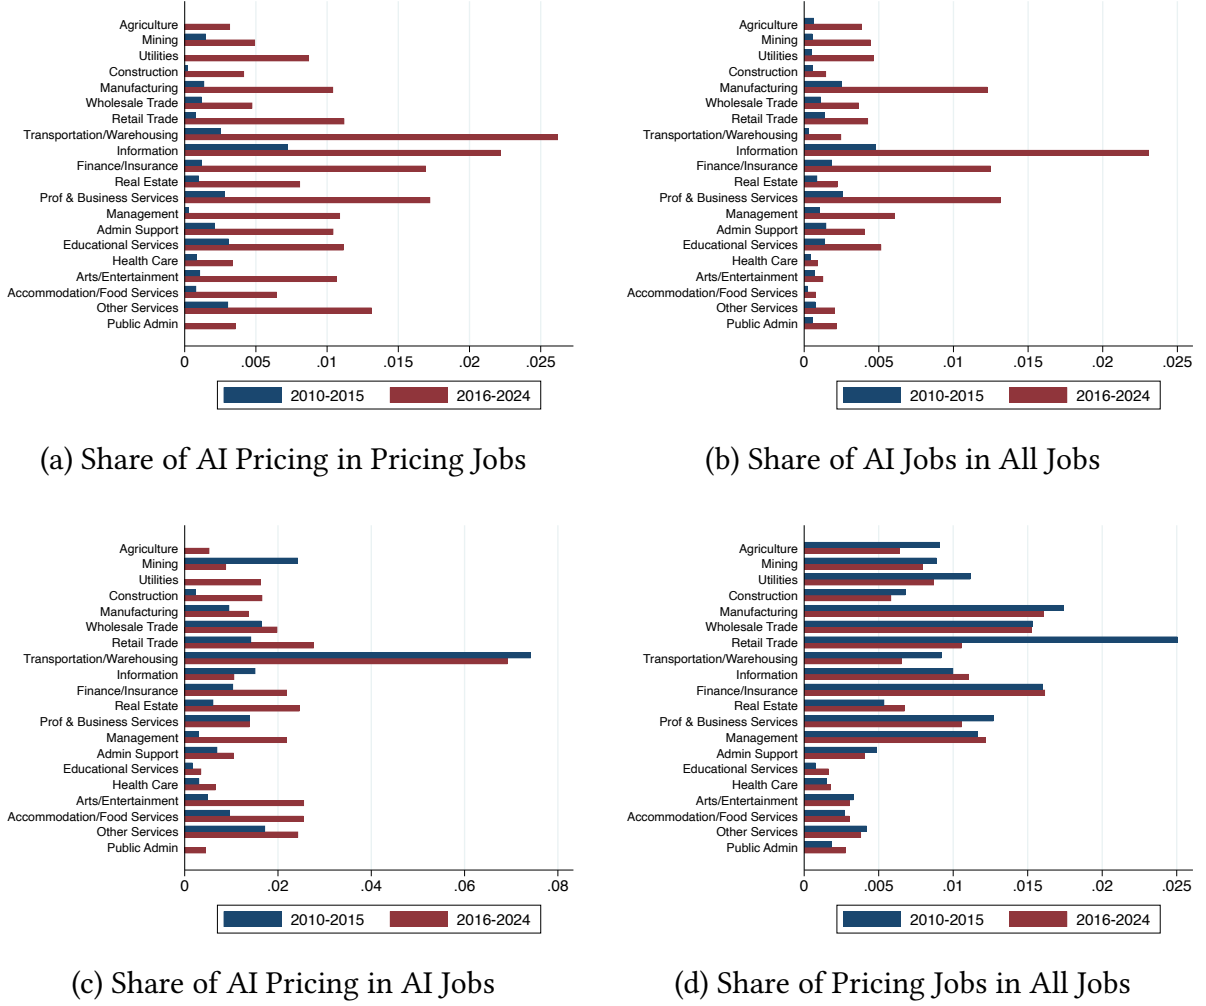 Agriculture
Mining
Utilities
Construction
Manufacturing
Wholesale Trade
Retail Trade
Transportation/Warehousing
Information
Finance/Insurance
Real Estate
Prof & Business Services
Management
Admin Support
Educational Services
Health Care
Arts/Entertainment
Accommodation/Food Services
Other Services
Public Admin
0 .005 .01 .015 .02 .025
2010-2015 2016-2024
(a) Share of AI Pricing in Pricing Jobs
Agriculture
Mining
Utilities
Construction
Manufacturing
Wholesale Trade
Retail Trade
Transportation/Warehousing
Information
Finance/Insurance
Real Estate
Prof & Business Services
Management
Admin Support
Educational Services
Health Care
Arts/Entertainment
Accommodation/Food Services
Other Services
Public Admin
0 .005 .01 .015 .02 .025
2010-2015 2016-2024
(b) Share of AI Jobs in All Jobs
Agriculture
Mining
Utilities
Construction
Manufacturing
Wholesale Trade
Retail Trade
Transportation/Warehousing
Information
Finance/Insurance
Real Estate
Prof & Business Services
Management
Admin Support
Educational Services
Health Care
Arts/Entertainment
Accommodation/Food Services
Other Services
Public Admin
0 .02 .04 .06 .08
2010-2015 2016-2024
(c) Share of AI Pricing in AI Jobs
Agriculture
Mining
Utilities
Construction
Manufacturing
Wholesale Trade
Retail Trade
Transportation/Warehousing
Information
Finance/Insurance
Real Estate
Prof & Business Services
Management
Admin Support
Educational Services
Health Care
Arts/Entertainment
Accommodation/Food Services
Other Services
Public Admin
0 .005 .01 .015 .02 .025
2010-2015 2016-2024
(d) Share of Pricing Jobs in All Jobs